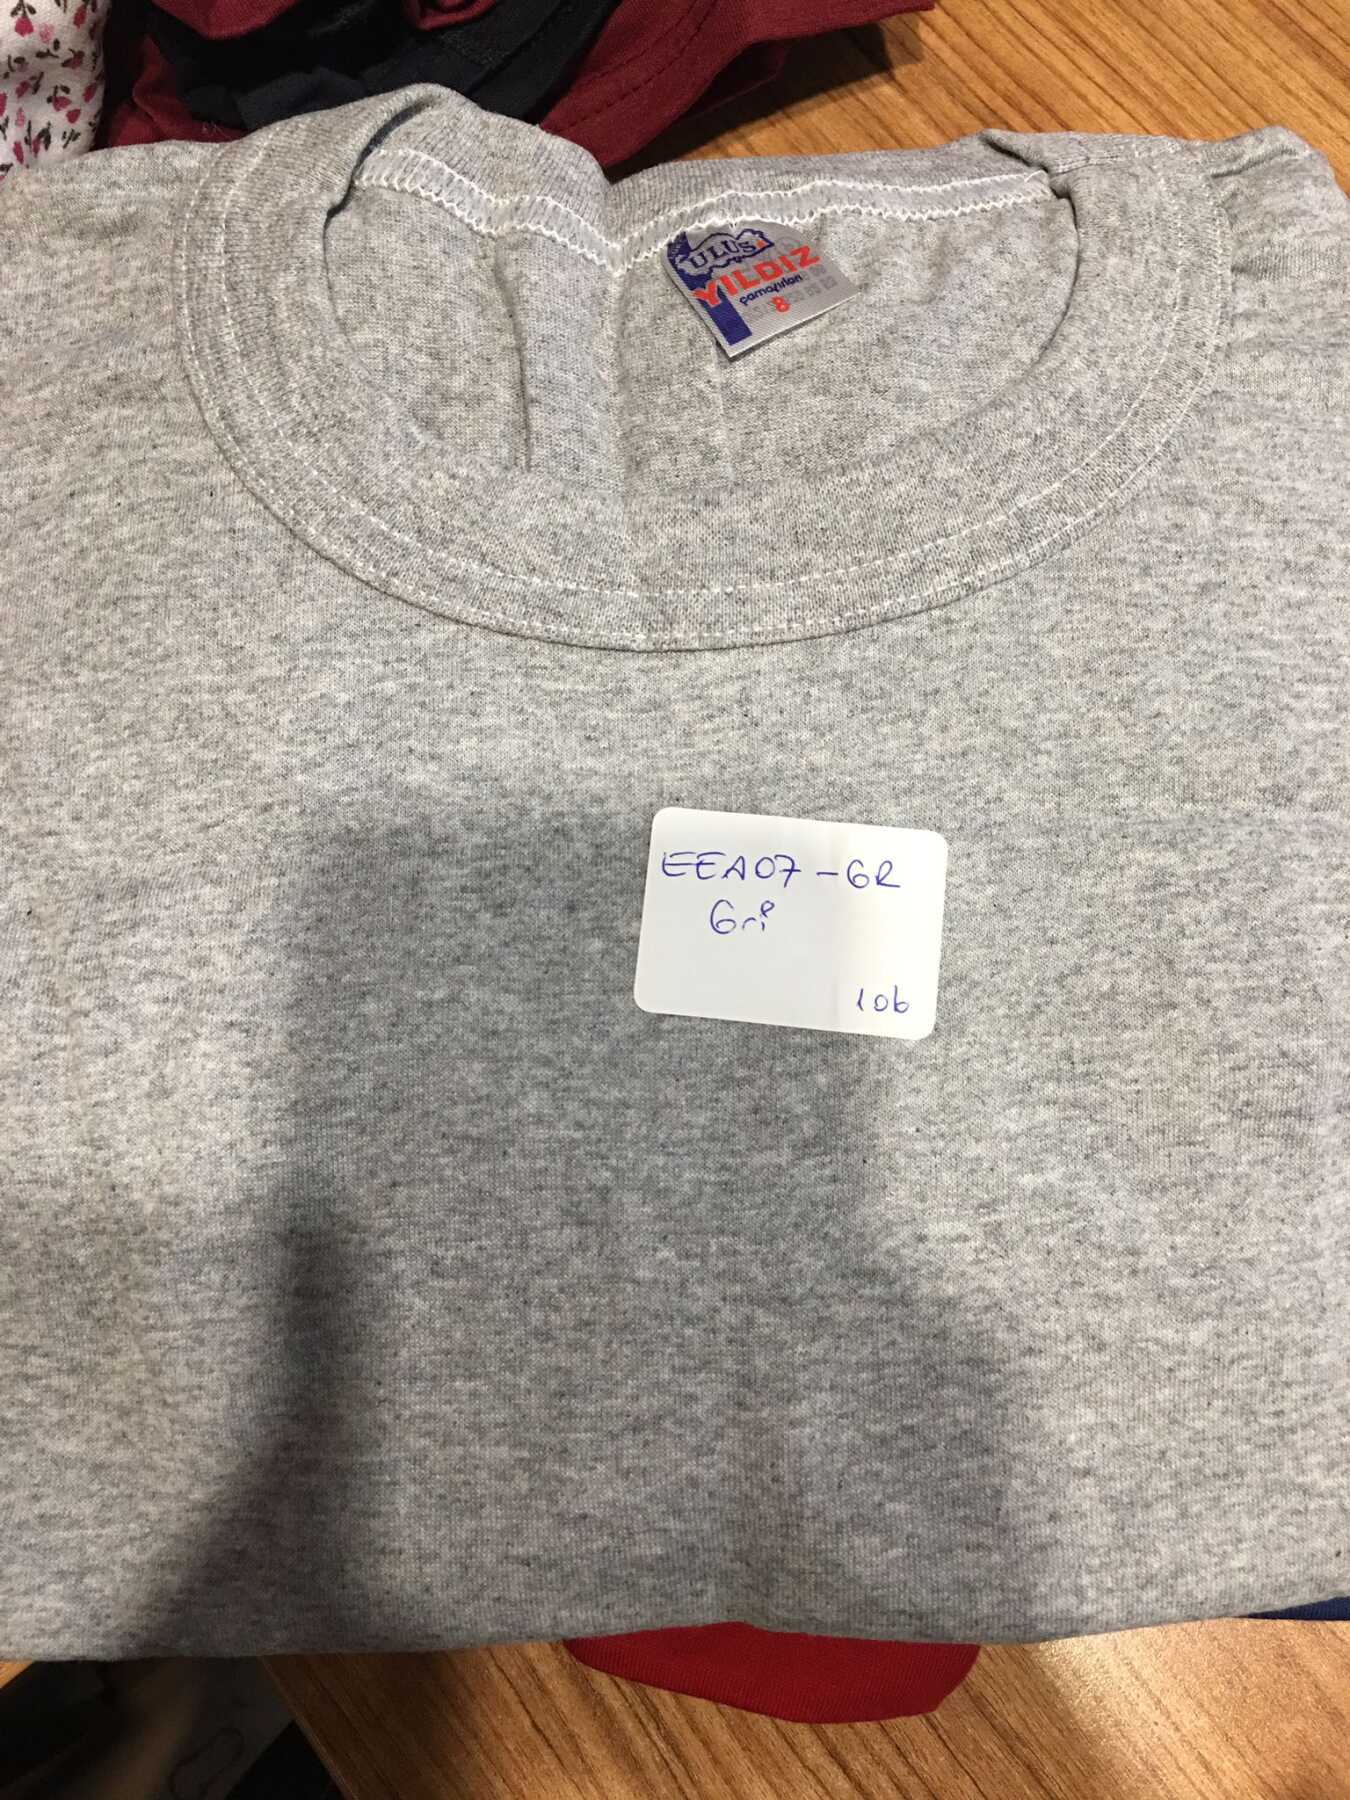 ULUS
YILDIZ
çamaşırları
8
EEA07-GR
Gri
106